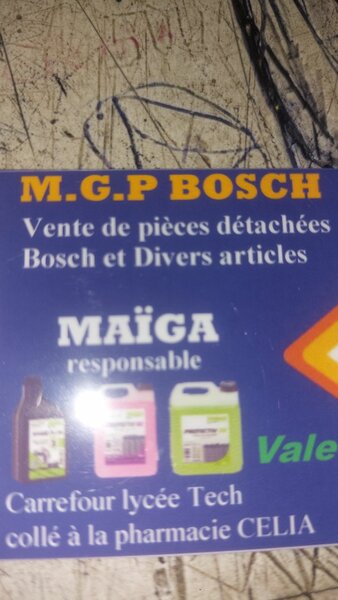 M.G.P BOSCH
Vente de pièces détachées
Bosch et Divers articles
MAÏGA
responsable
Vale
Carrefour lycée Tech
collé à la pharmacie CELIA